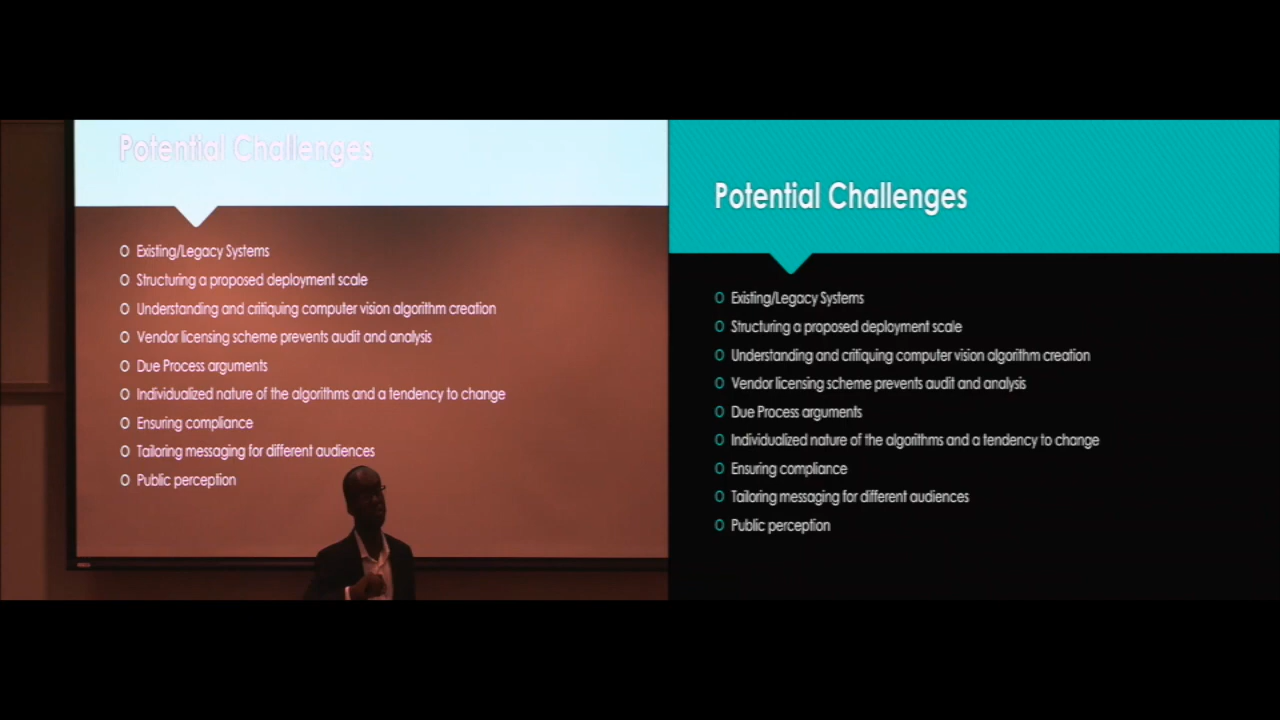 Potential Challenges
O Existing/Legacy Systems
O Structuring a proposed deployment scale
O Understanding and critiquing computer vision algorithm creation
O Vendor licensing scheme prevents audit and analysis
O Due Process arguments
O Individualized nature of the algorithms and a tendency to change
O Ensuring compliance
O Tailoring messaging for different audiences
O Public perception
Potential Challenges
O Existing/Legacy Systems
O Structuring a proposed deployment scale
O Understanding and critiquing computer vision algorithm creation
O Vendor licensing scheme prevents audit and analysis
O Due Process arguments
O Individualized nature of the algorithms and a tendency to change
O Ensuring compliance
O Tailoring messaging for different audiences
O Public perception